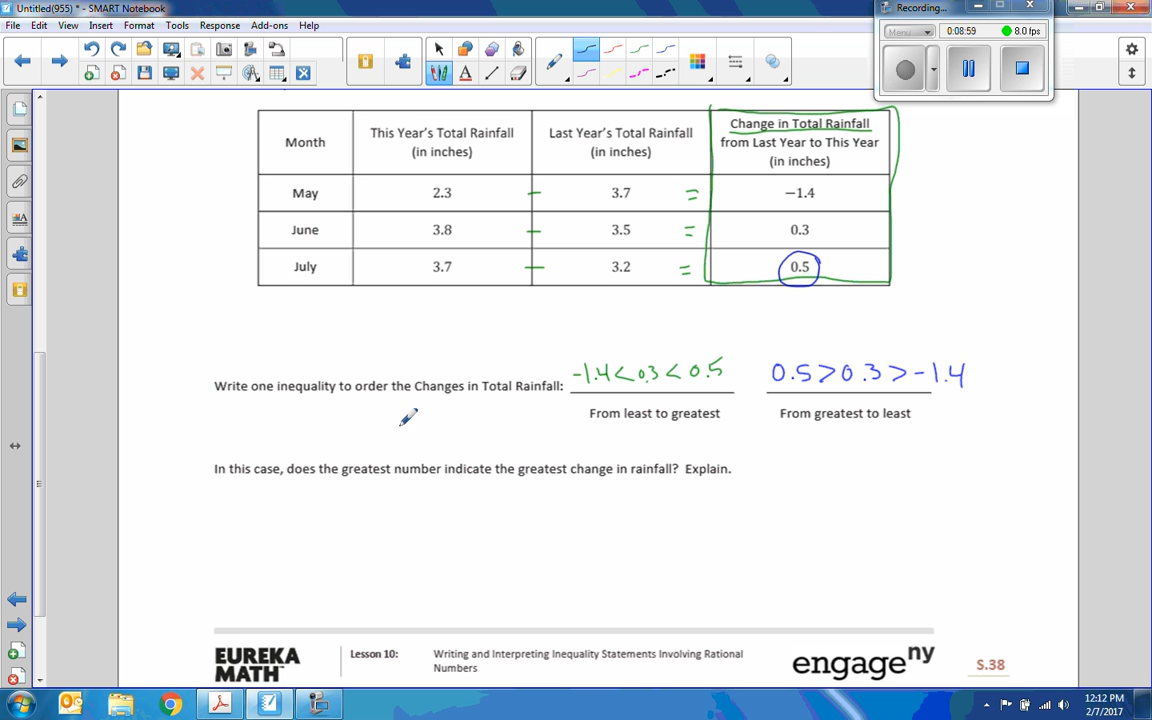 Untitled(955) * - SMART Notebook
Recording...
File Edit View Insert Format Tools Response Add-ons Help
Menu 0:08:59 8.0 fps
Month
This Year's Total Rainfall
(in inches)
Last Year's Total Rainfall
(in inches)
Change in Total Rainfall
from Last Year to This Year
(in inches)
May 2.3 – 3.7 = −1.4
June 3.8 – 3.5 = 0.3
July 3.7 – 3.2 = 0.5
Write one inequality to order the Changes in Total Rainfall: -1.4 < 0.3 < 0.5 0.5 > 0.3 > -1.4
From least to greatest From greatest to least
In this case, does the greatest number indicate the greatest change in rainfall? Explain.
EUREKA
MATH™
Lesson 10: Writing and Interpreting Inequality Statements Involving Rational
Numbers
engage ny
S.38
12:12 PM
2/7/2017